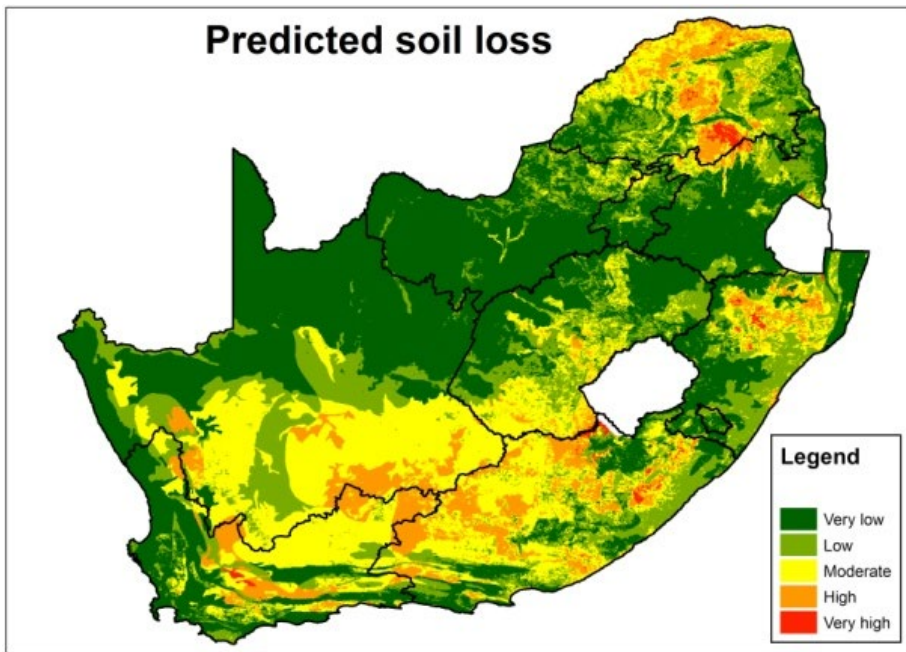 Predicted soil loss
Legend
Very low
Low
Moderate
High
Very high